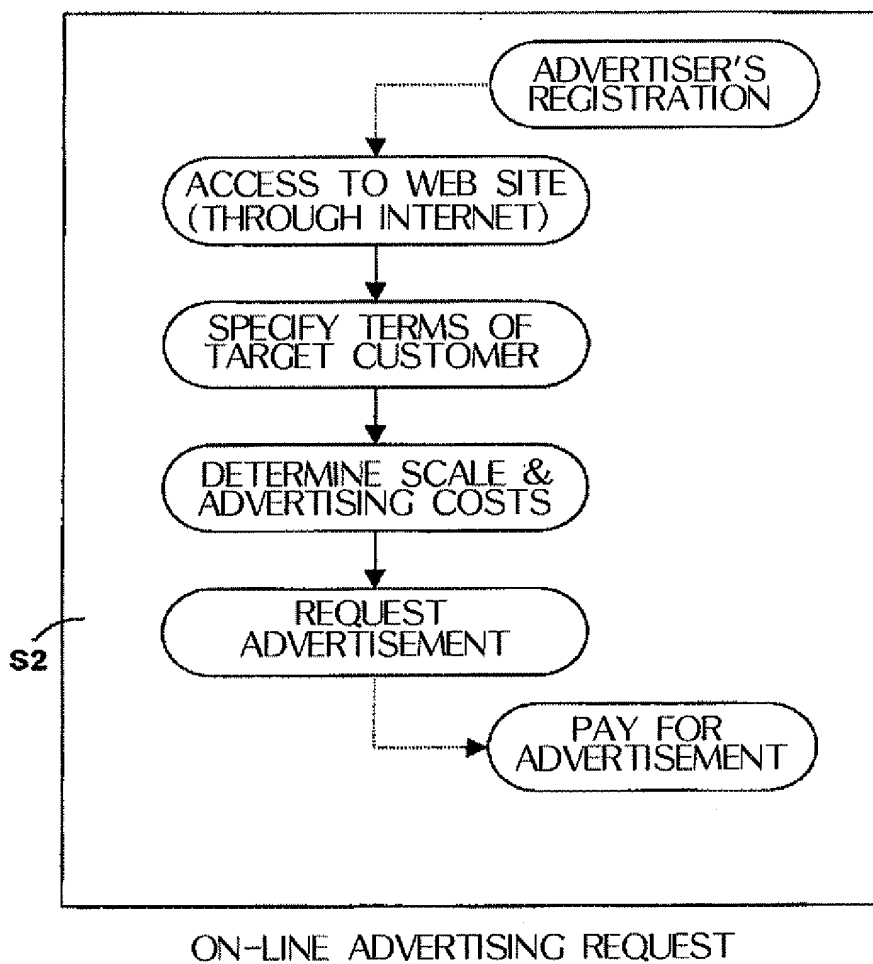 ADVERTISER'S
REGISTRATION
ACCESS TO WEB SITE
(THROUGH INTERNET)
SPECIFY TERMS OF
TARGET CUSTOMER
DETERMINE SCALE &
ADVERTISING COSTS
REQUEST
ADVERTISEMENT
S2
PAY FOR
ADVERTISEMENT
ON-LINE ADVERTISING REQUEST